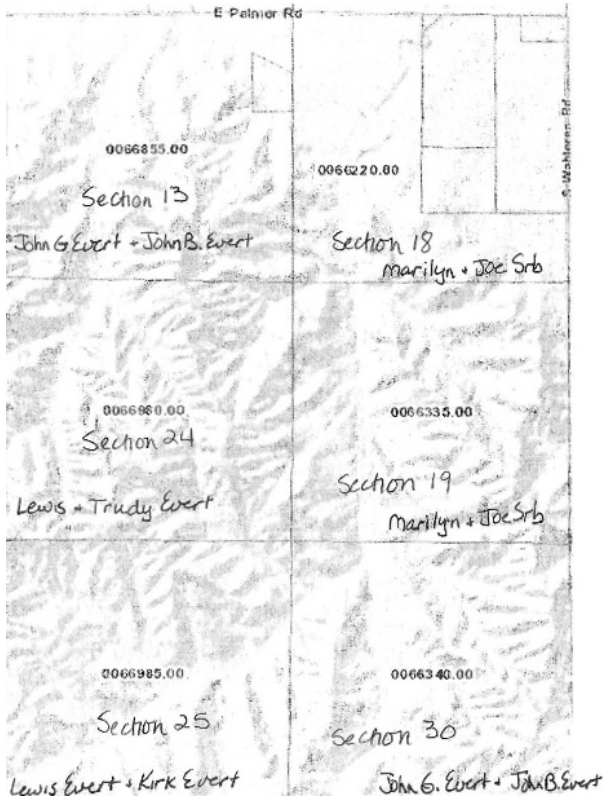 E Palmer Rd
S Wahlgren Rd
0066855.00
0066220.00
Section 13
Section 18
John G Evert + John B. Evert
Marilyn + Joe Srb
0066980.00
0066335.00
Section 24
Section 19
Lewis + Trudy Evert
Marilyn + Joe Srb
0066985.00
0066340.00
Section 25
Section 30
Lewis Evert + Kirk Evert
John G. Evert + John B. Evert